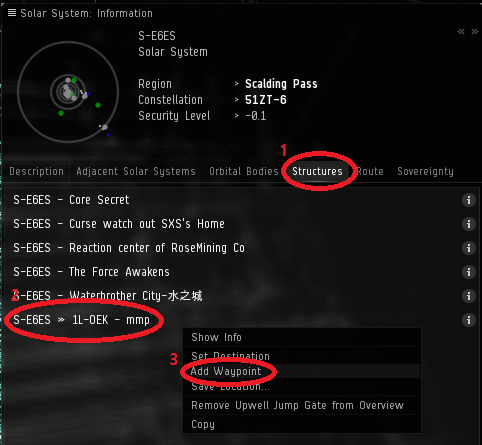 Solar System: Information
S-E6ES
Solar System
Region > Scalding Pass
Constellation > 51ZT-6
Security Level > -0.1
1
Description Adjacent Solar Systems Orbital Bodies Structures Route Sovereignty
S-E6ES - Core Secret
S-E6ES - Curse watch out SXS's Home
S-E6ES - Reaction center of RoseMining Co
S-E6ES - The Force Awakens
S-E6ES - Waterbrother City-水之城
2
S-E6ES » 1L-OEK - mmp
Show Info
Set Destination
3
Add Waypoint
Save Location...
Remove Upwell Jump Gate from Overview
Copy